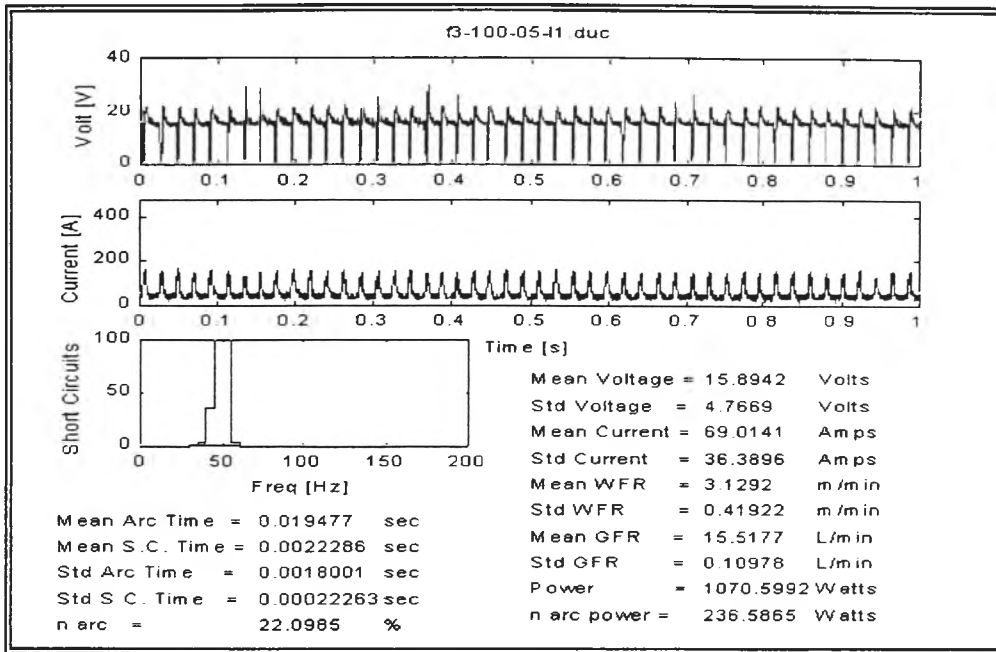 f3-100-05-l1.duc
Volt [V]
40
20
0
0 0.1 0.2 0.3 0.4 0.5 0.6 0.7 0.8 0.9 1
Current [A]
400
200
0
0 0.1 0.2 0.3 0.4 0.5 0.6 0.7 0.8 0.9 1
Time [s]
Short Circuits
100
50
0
0 50 100 150 200
Freq [Hz]
Mean Arc Time = 0.019477 sec
Mean S.C. Time = 0.0022286 sec
Std Arc Time = 0.0018001 sec
Std S C. Time = 0.00022263 sec
n arc = 22.0985 %
Mean Voltage = 15.8942 Volts
Std Voltage = 4.7669 Volts
Mean Current = 69.0141 Amps
Std Current = 36.3896 Amps
Mean WFR = 3.1292 m/min
Std WFR = 0.41922 m/min
Mean GFR = 15.5177 L/min
Std GFR = 0.10978 L/min
Power = 1070.5992 Watts
n arc power = 236.5865 Watts